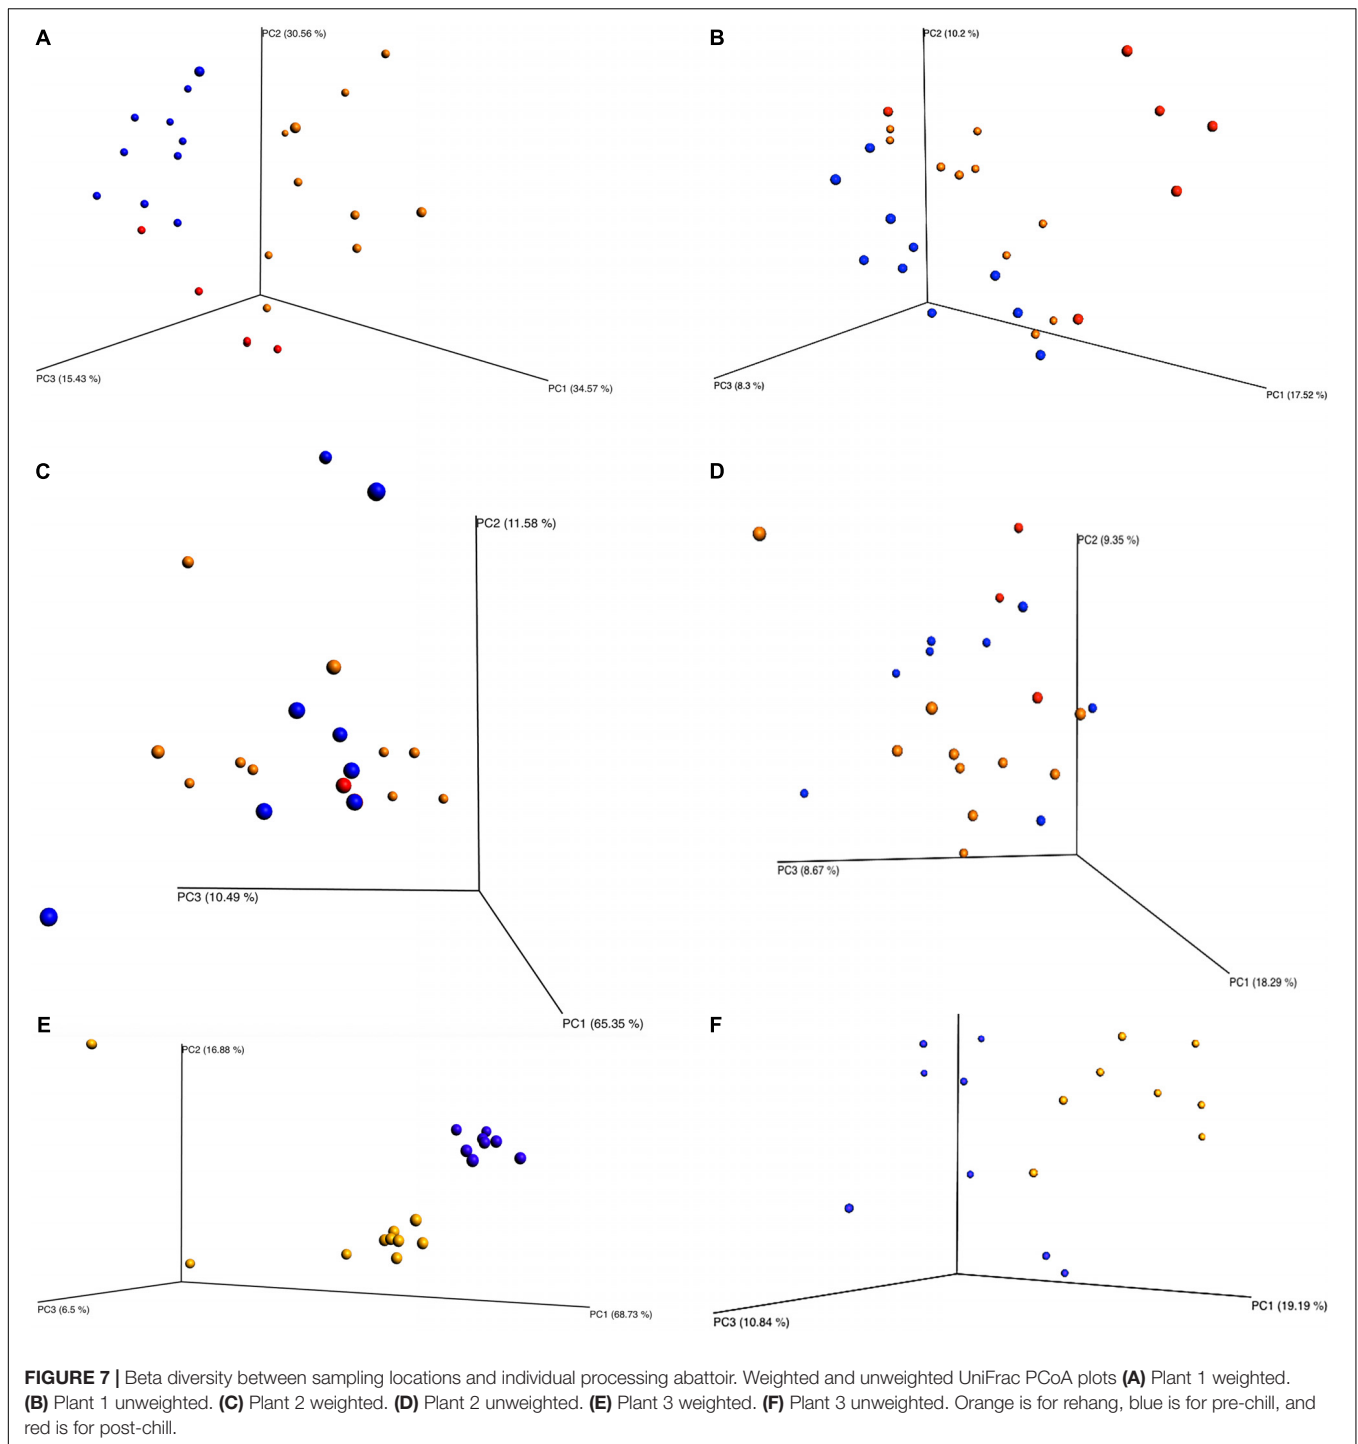 A
PC2 (30.56 %)
PC3 (15.43 %)
PC1 (34.57 %)
B
PC2 (10.2 %)
PC3 (8.3 %)
PC1 (17.52 %)
C
PC2 (11.58 %)
PC3 (10.49 %)
PC1 (65.35 %)
D
PC2 (9.35 %)
PC3 (8.67 %)
PC1 (18.29 %)
E
PC2 (16.88 %)
PC3 (6.5 %)
PC1 (68.73 %)
F
PC3 (10.84 %)
PC1 (19.19 %)
FIGURE 7 | Beta diversity between sampling locations and individual processing abattoir. Weighted and unweighted UniFrac PCoA plots (A) Plant 1 weighted.
(B) Plant 1 unweighted. (C) Plant 2 weighted. (D) Plant 2 unweighted. (E) Plant 3 weighted. (F) Plant 3 unweighted. Orange is for rehang, blue is for pre-chill, and
red is for post-chill.